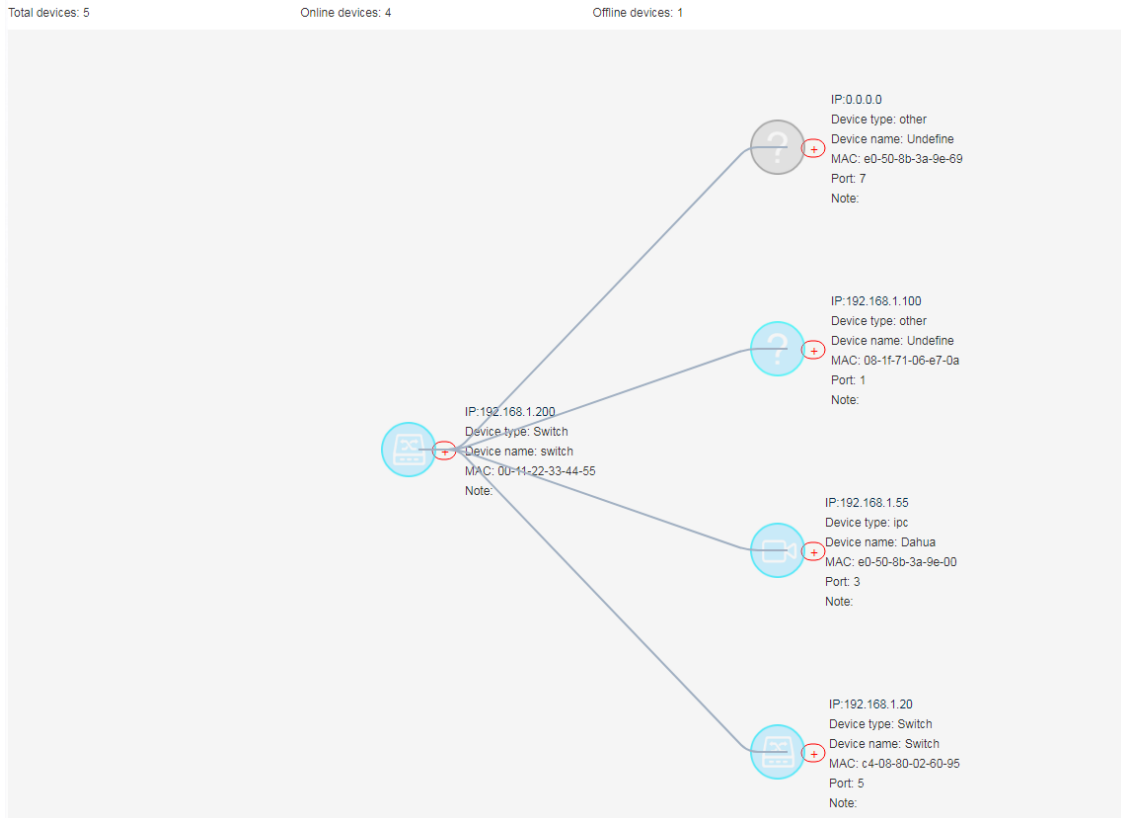 Total devices: 5
Online devices: 4
Offline devices: 1
IP:0.0.0.0
Device type: other
Device name: Undefine
MAC: e0-50-8b-3a-9e-69
Port: 7
Note:
IP:192.168.1.100
Device type: other
Device name: Undefine
MAC: 08-1f-71-06-e7-0a
Port: 1
Note:
IP:192.168.1.200
Device type: Switch
Device name: switch
MAC: 00-11-22-33-44-55
Note:
IP:192.168.1.55
Device type: ipc
Device name: Dahua
MAC: e0-50-8b-3a-9e-00
Port: 3
Note:
IP:192.168.1.20
Device type: Switch
Device name: Switch
MAC: c4-08-80-02-60-95
Port: 5
Note: